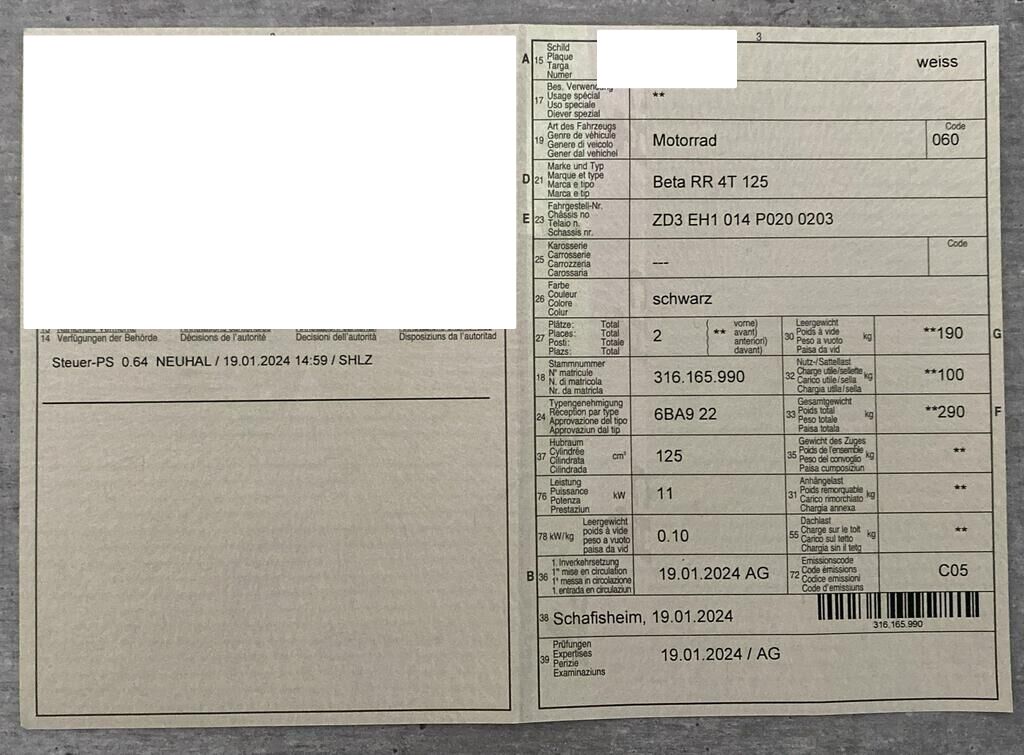 3
A 15 Schild
Plaque
Targa
Numer
weiss
17 Bes. Verwendung
Usage spécial
Uso speciale
Diever spezial
**
19 Art des Fahrzeugs
Genre de véhicule
Genere di veicolo
Gener dal vehichel
Motorrad
Code
060
D 21 Marke und Typ
Marque et type
Marca e tipo
Marca e tip
Beta RR 4T 125
E 23 Fahrgestell-Nr.
Châssis no
Telaio n.
Schassis nr.
ZD3 EH1 014 P020 0203
25 Karosserie
Carrosserie
Carrozzeria
Carossaria
---
Code
26 Farbe
Couleur
Colore
Colur
schwarz
27 Plätze: Total
Places: Total
Posti: Totale
Plazs: Total
2
( ** vorne)
avant)
anteriori)
davant)
30 Leergewicht
Poids à vide
Peso a vuoto
Paisa da vid
kg
**190 G
18 Stammnummer
N° matricule
N. di matricola
Nr. da matricla
316.165.990
32 Nutz-/Sattellast
Charge utile/sellette
Carico utile/sella
Chargia utila/sella
kg
**100
24 Typengenehmigung
Réception par type
Approvazione del tipo
Approvaziun dal tip
6BA9 22
33 Gesamtgewicht
Poids total
Peso totale
Paisa totala
kg
**290 F
37 Hubraum
Cylindrée
Cilindrata
Cilindrada
cm³
125
35 Gewicht des Zuges
Poids de l'ensemble
Peso del convoglio
Paisa cumposiziun
kg
**
76 Leistung
Puissance
Potenza
Prestaziun
kW
11
31 Anhängelast
Poids remorquable
Carico rimorchiato
Chargia annexa
kg
**
78 kW/kg Leergewicht
poids à vide
peso a vuoto
paisa da vid
0.10
55 Dachlast
Charge sur le toit
Carico sul tetto
Chargia sin il tetg
kg
**
B 36 1. Inverkehrsetzung
1re mise en circulation
1a messa in circolazione
1. entrada en circulaziun
19.01.2024 AG
72 Emissionscode
Code émissions
Codice emissioni
Code d'emissiuns
C05
38 Schafisheim, 19.01.2024
316.165.990
39 Prüfungen
Expertises
Perizie
Examinaziuns
19.01.2024 / AG
14 Verfügungen der Behörde Décisions de l'autorité Decisioni dell'autorità Disposiziuns da l'autoritad
Steuer-PS 0.64 NEUHAL / 19.01.2024 14:59 / SHLZ